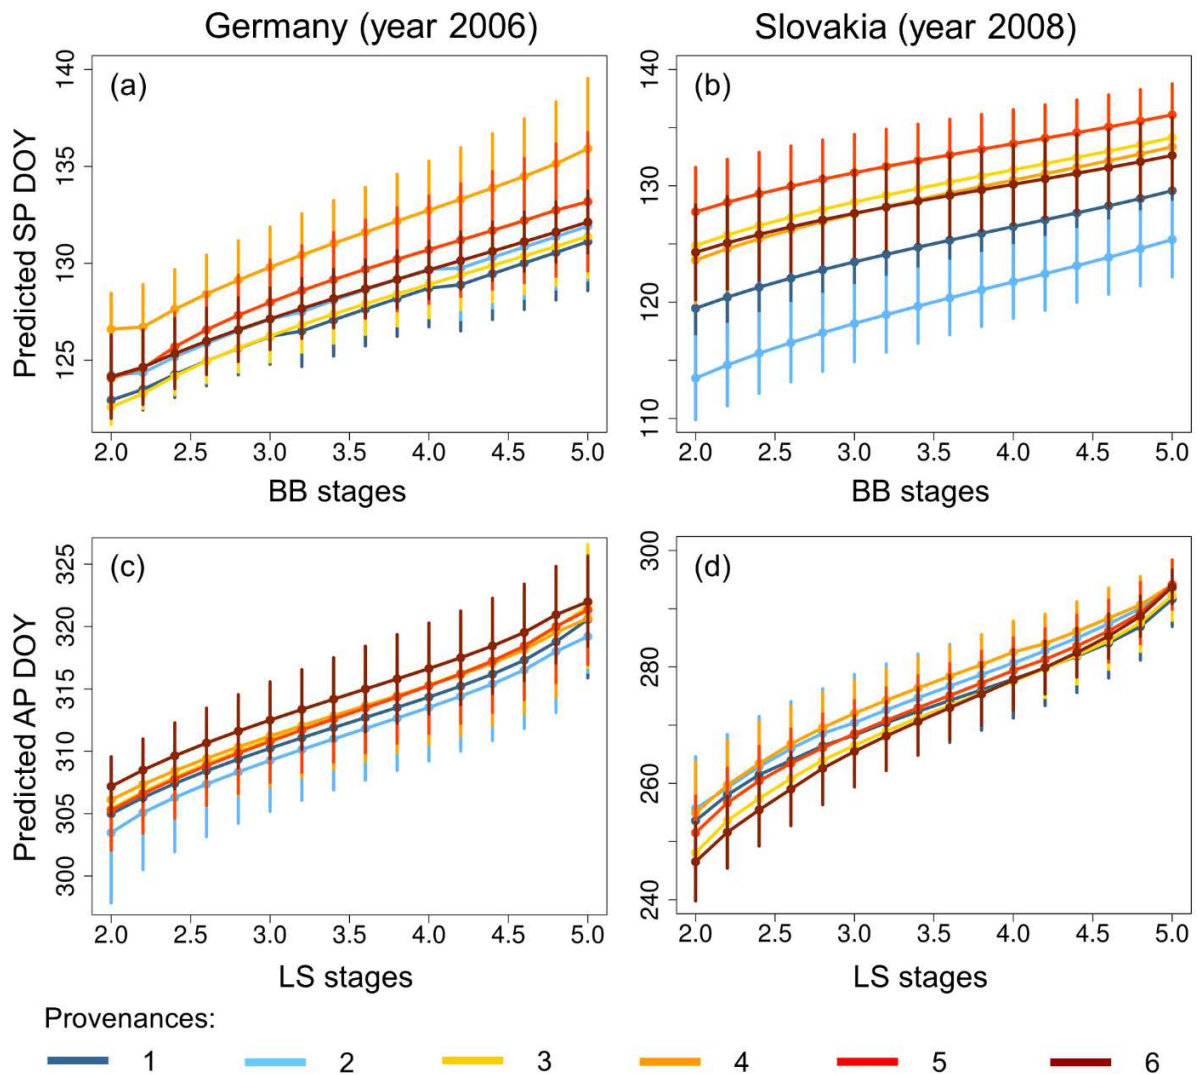 Germany (year 2006)
Slovakia (year 2008)
(a)
Predicted SP DOY
140
135
130
125
2.0 2.5 3.0 3.5 4.0 4.5 5.0
BB stages
(b)
140
130
120
110
2.0 2.5 3.0 3.5 4.0 4.5 5.0
BB stages
(c)
Predicted AP DOY
325
320
315
310
305
300
2.0 2.5 3.0 3.5 4.0 4.5 5.0
LS stages
(d)
300
280
260
240
2.0 2.5 3.0 3.5 4.0 4.5 5.0
LS stages
Provenances:
1 2 3 4 5 6